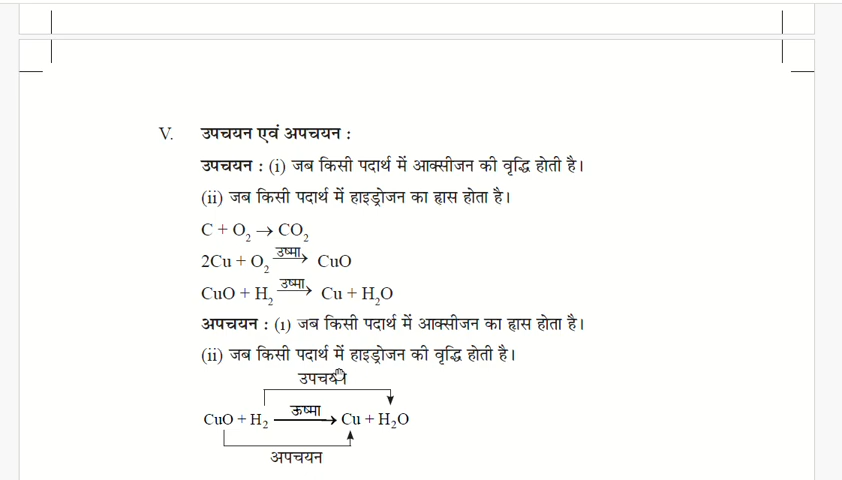 V. उपचयन एवं अपचयन :
उपचयन : (i) जब किसी पदार्थ में आक्सीजन की वृद्धि होती है।
(ii) जब किसी पदार्थ में हाइड्रोजन का ह्रास होता है।
C + O₂ → CO₂
2Cu + O₂ —उष्मा→ CuO
CuO + H₂ —उष्मा→ Cu + H₂O
अपचयन : (i) जब किसी पदार्थ में आक्सीजन का ह्रास होता है।
(ii) जब किसी पदार्थ में हाइड्रोजन की वृद्धि होती है।
CuO + H₂ —ऊष्मा→ Cu + H₂O
अपचयन